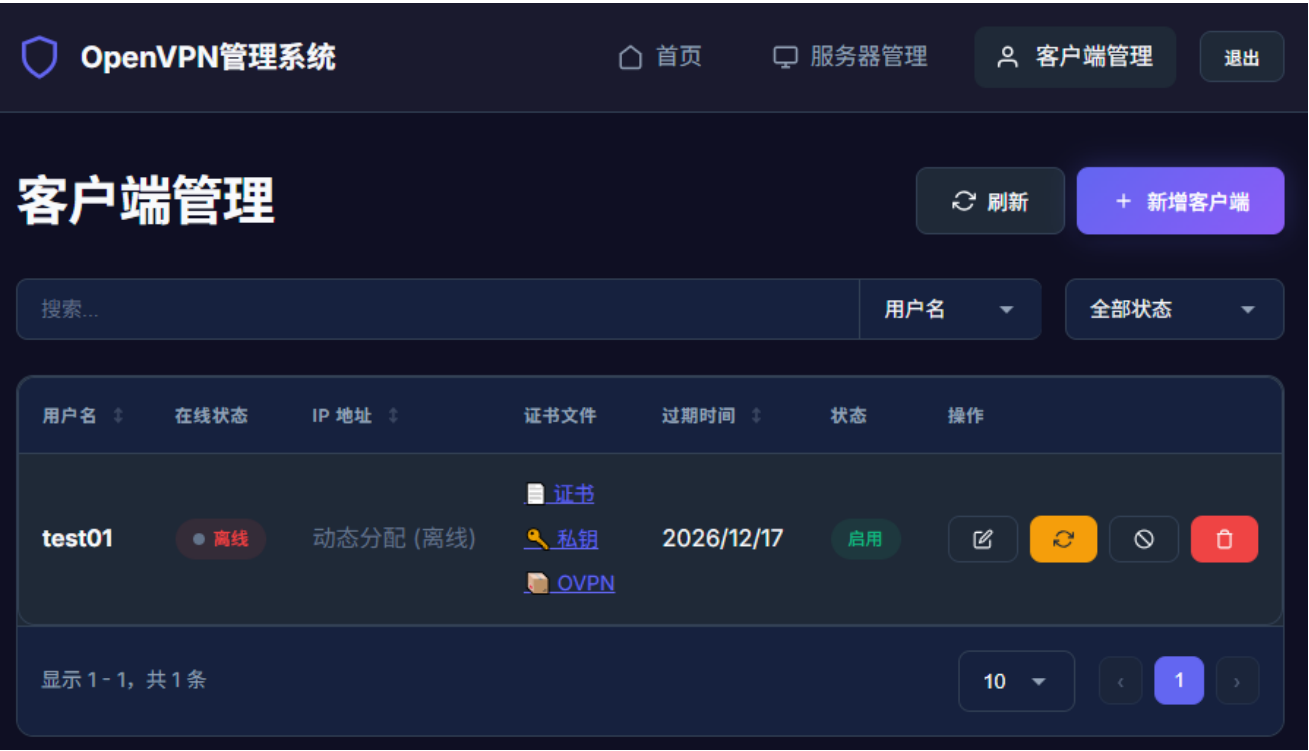 OpenVPN管理系统
首页
服务器管理
客户端管理
退出
客户端管理
刷新
+ 新增客户端
搜索...
用户名
全部状态
用户名 在线状态 IP 地址 证书文件 过期时间 状态 操作
证书
test01 离线 动态分配 (离线) 私钥 2026/12/17 启用
OVPN
显示 1 - 1，共 1 条
10
‹ 1 ›